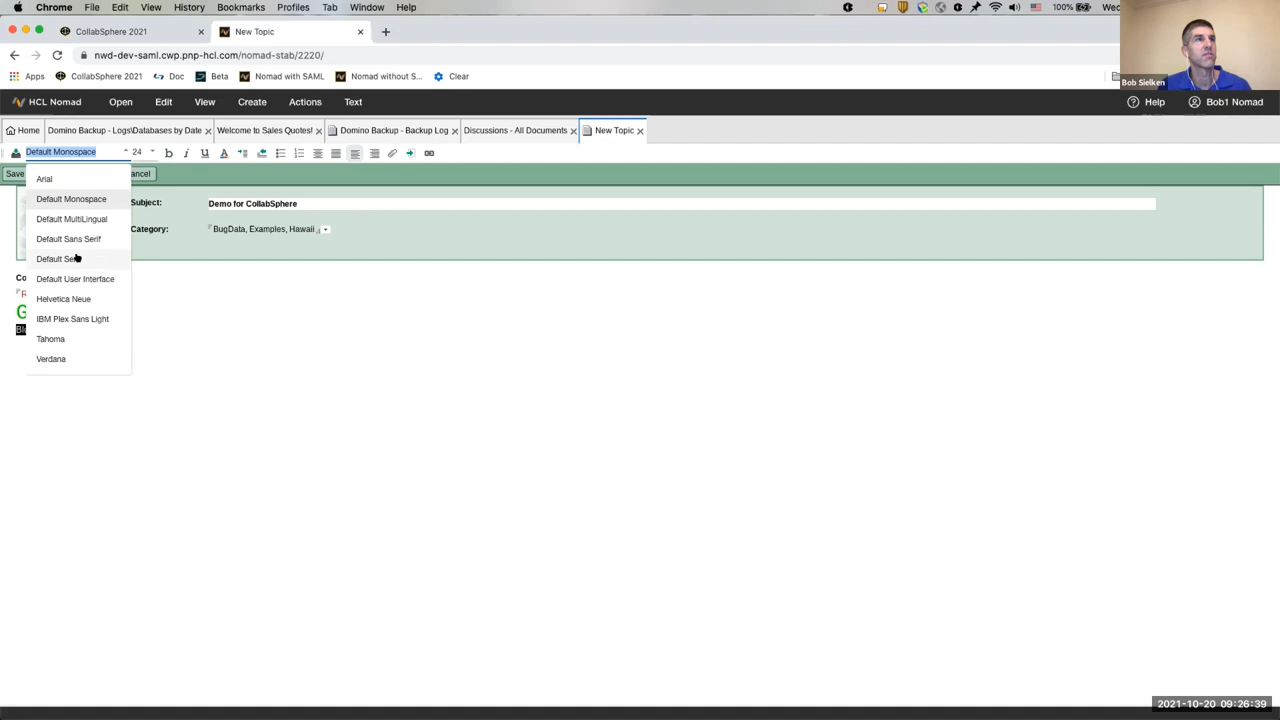 Chrome File Edit View History Bookmarks Profiles Tab Window Help 100% Wed
CollabSphere 2021 New Topic
nwd-dev-saml.cwp.pnp-hcl.com/nomad-stab/2220/
Apps CollabSphere 2021 Doc Beta Nomad with SAML Nomad without S... Clear
Bob Sielken
HCL Nomad Open Edit View Create Actions Text Help Bob1 Nomad
Home Domino Backup - Logs\Databases by Date Welcome to Sales Quotes! Domino Backup - Backup Log Discussions - All Documents New Topic
Default Monospace 24 b i U A
Save ancel
Arial
Default Monospace
Default MultiLingual
Default Sans Serif
Default Se
Default User Interface
Helvetica Neue
IBM Plex Sans Light
Tahoma
Verdana
Subject: Demo for CollabSphere
Category: BugData, Examples, Hawaii
Co
R
G
Bl
2021-10-20 09:26:39